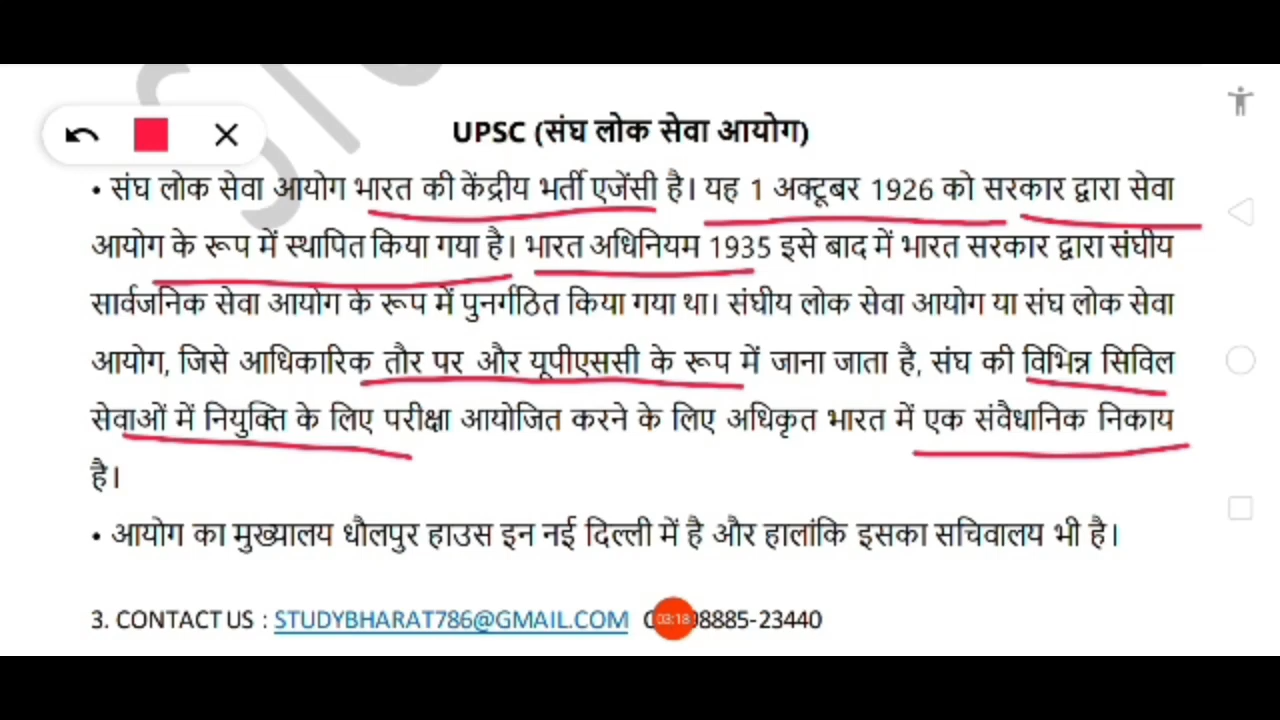 UPSC (संघ लोक सेवा आयोग)
• संघ लोक सेवा आयोग भारत की केंद्रीय भर्ती एजेंसी है। यह 1 अक्टूबर 1926 को सरकार द्वारा सेवा
आयोग के रूप में स्थापित किया गया है। भारत अधिनियम 1935 इसे बाद में भारत सरकार द्वारा संघीय
सार्वजनिक सेवा आयोग के रूप में पुनर्गठित किया गया था। संघीय लोक सेवा आयोग या संघ लोक सेवा
आयोग, जिसे आधिकारिक तौर पर और यूपीएससी के रूप में जाना जाता है, संघ की विभिन्न सिविल
सेवाओं में नियुक्ति के लिए परीक्षा आयोजित करने के लिए अधिकृत भारत में एक संवैधानिक निकाय
है।
• आयोग का मुख्यालय धौलपुर हाउस इन नई दिल्ली में है और हालांकि इसका सचिवालय भी है।
3. CONTACT US : STUDYBHARAT786@GMAIL.COM 03:18 8885-23440